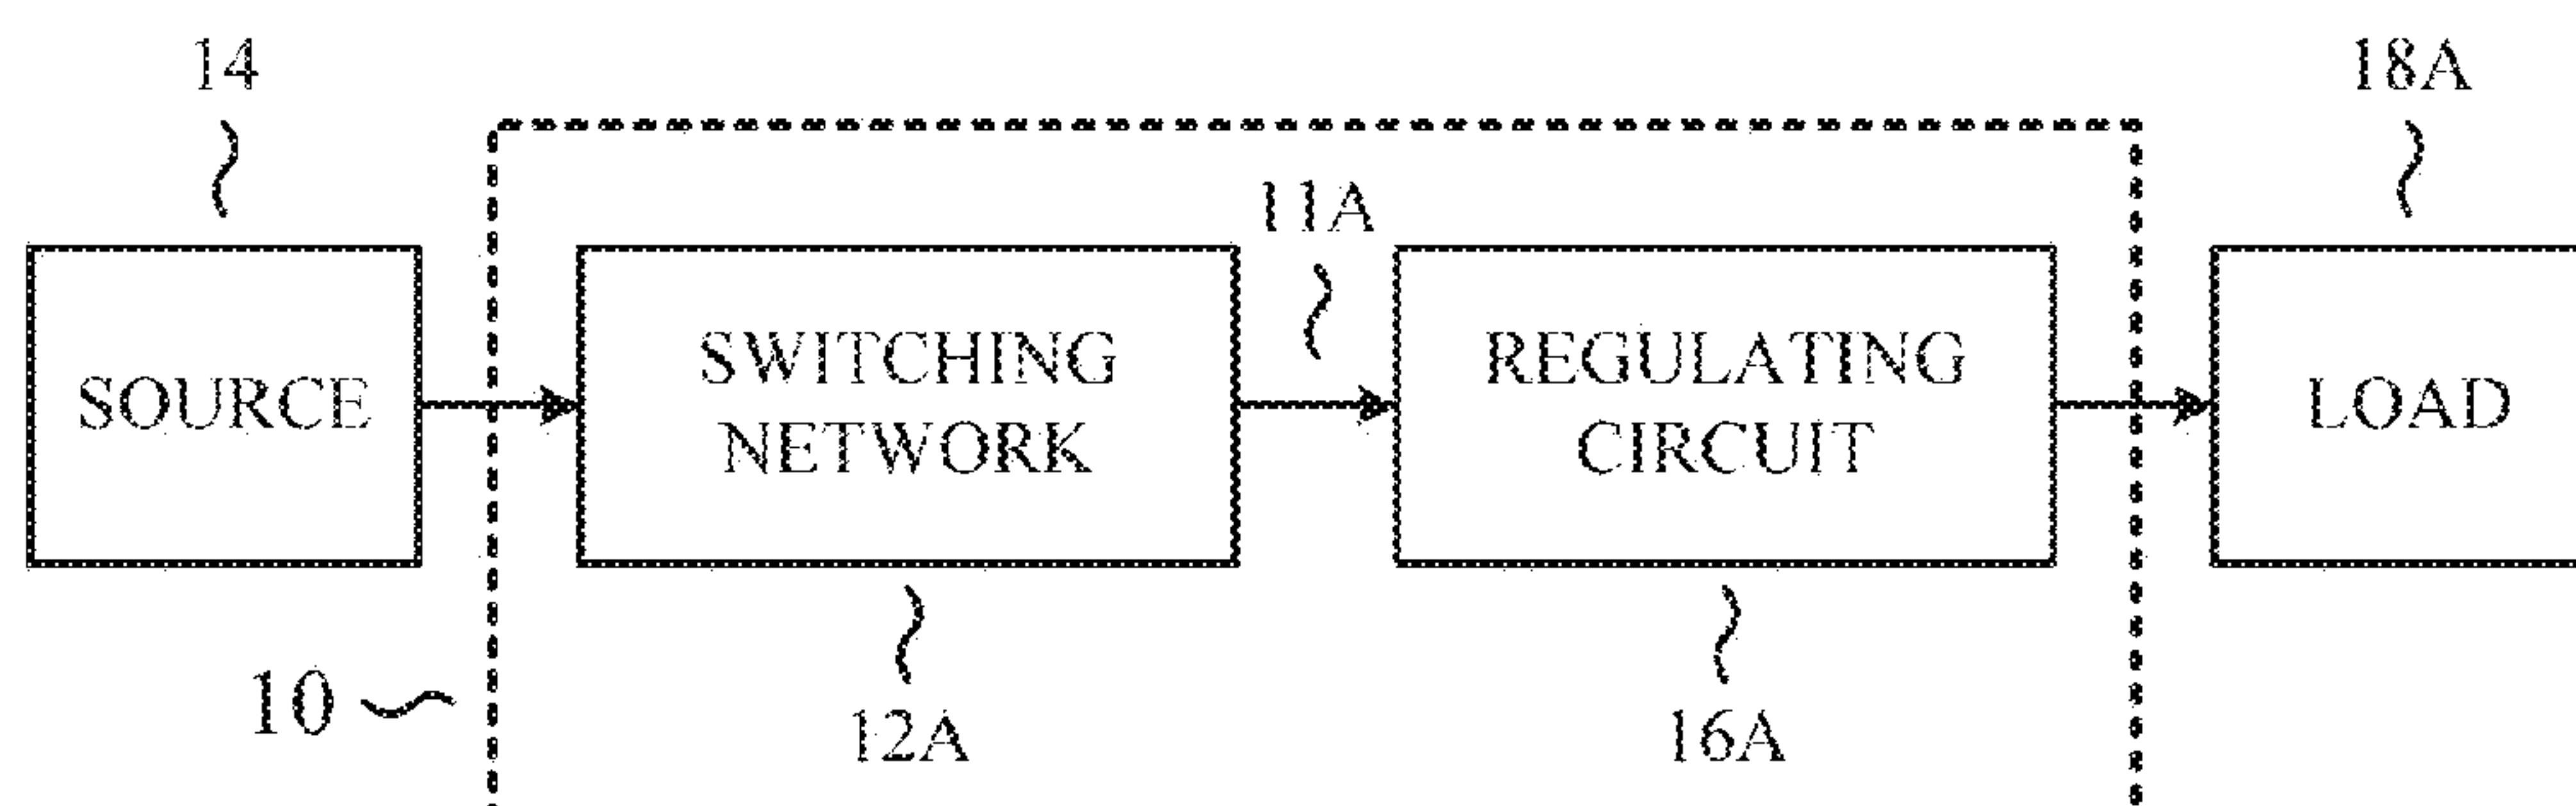 14
18A
11A
SOURCE
SWITCHING
NETWORK
REGULATING
CIRCUIT
LOAD
10
12A
16A